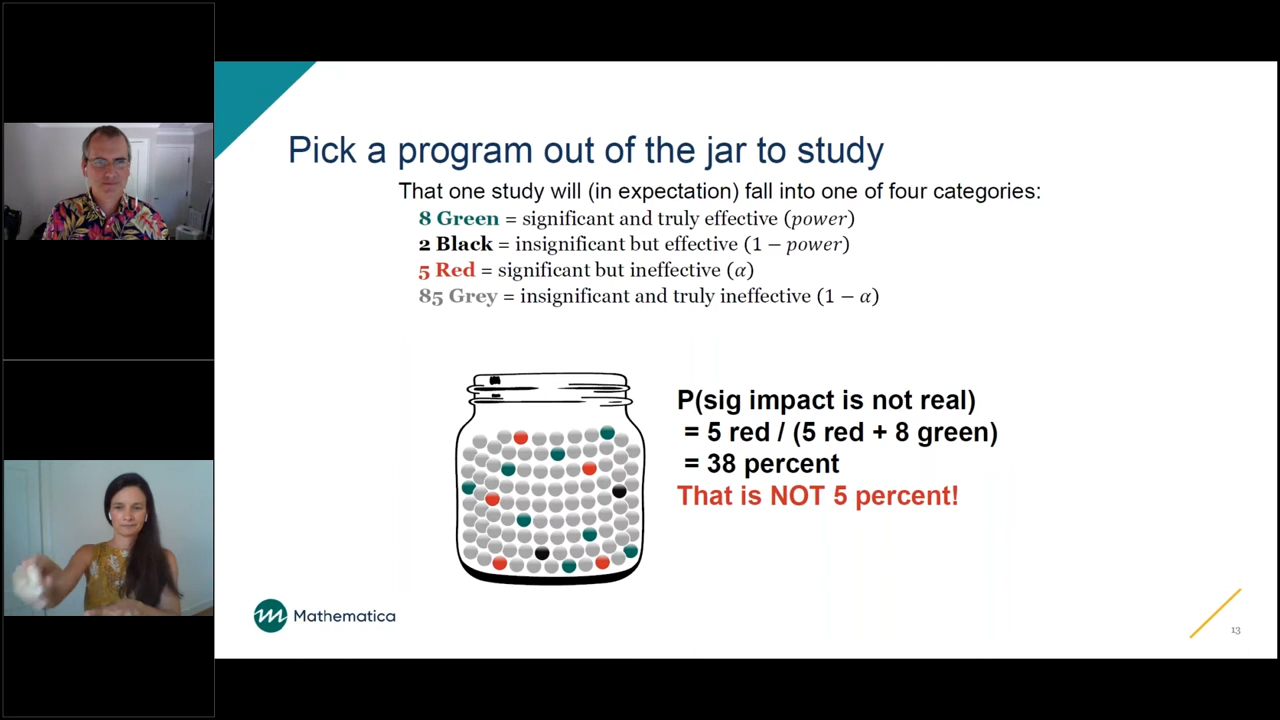 Pick a program out of the jar to study
That one study will (in expectation) fall into one of four categories:
8 Green = significant and truly effective (power)
2 Black = insignificant but effective (1 − power)
5 Red = significant but ineffective (α)
85 Grey = insignificant and truly ineffective (1 − α)
P(sig impact is not real)
= 5 red / (5 red + 8 green)
= 38 percent
That is NOT 5 percent!
Mathematica
13